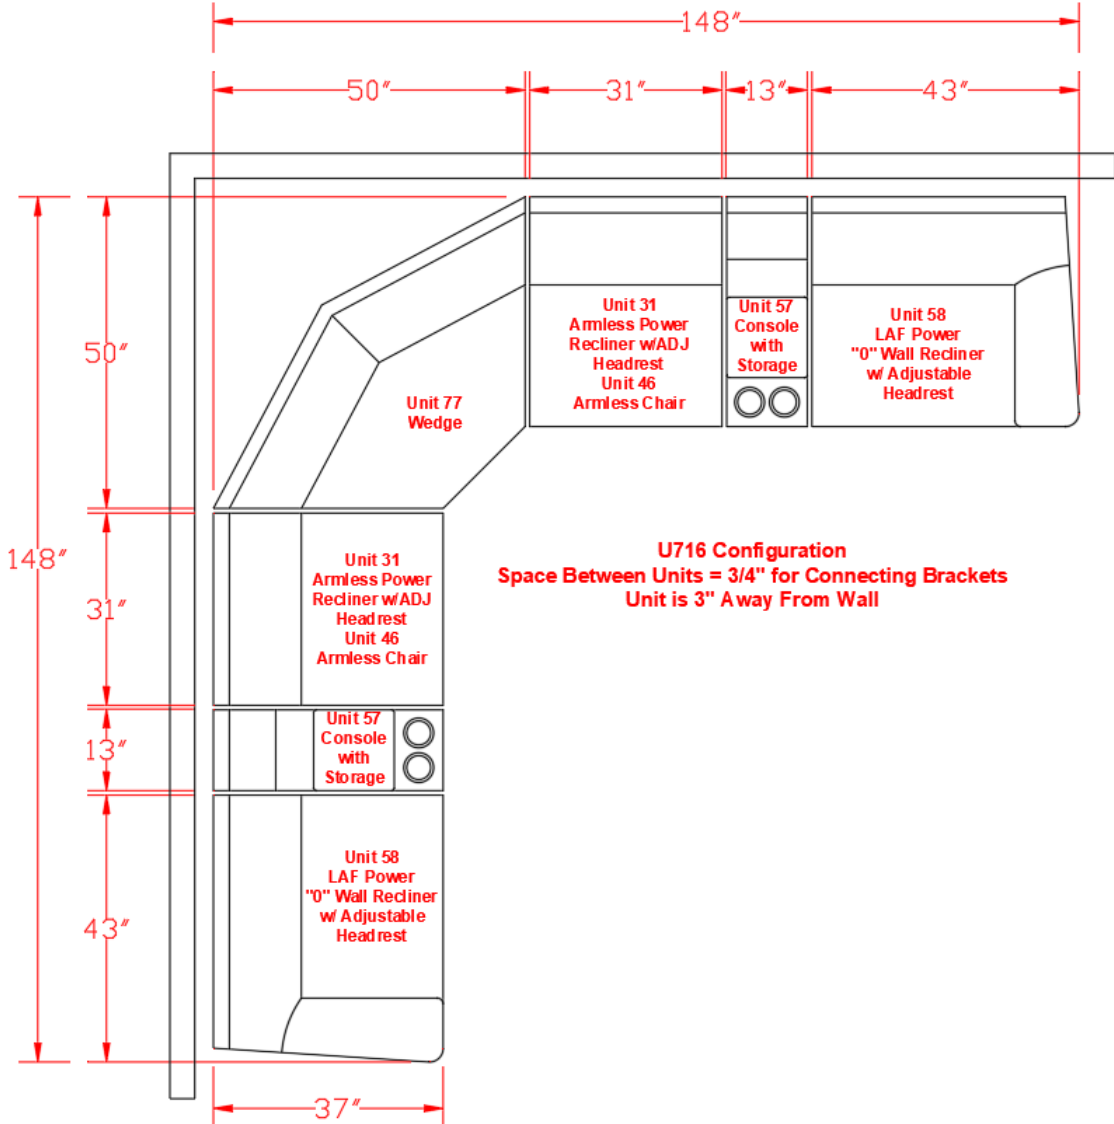 148"
50" 31" 13" 43"
Unit 31
Armless Power
Recliner w/ADJ
Headrest
Unit 46
Armless Chair
Unit 57
Console
with
Storage
Unit 58
LAF Power
"0" Wall Recliner
w/ Adjustable
Headrest
50"
Unit 77
Wedge
148"
U716 Configuration
Space Between Units = 3/4" for Connecting Brackets
Unit is 3" Away From Wall
31"
Unit 31
Armless Power
Recliner w/ADJ
Headrest
Unit 46
Armless Chair
13"
Unit 57
Console
with
Storage
43"
Unit 58
LAF Power
"0" Wall Recliner
w/ Adjustable
Headrest
37"